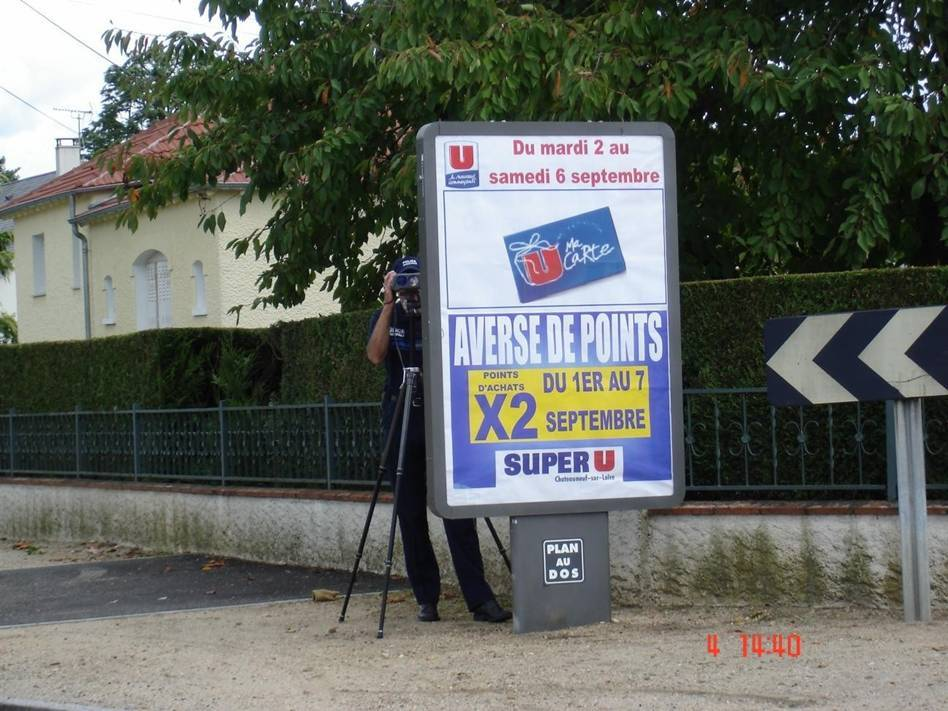 U
Du mardi 2 au
samedi 6 septembre
Ma
U Carte
AVERSE DE POINTS
POINTS
D'ACHATS
X2
DU 1ER AU 7
SEPTEMBRE
SUPER U
Chateauneuf-sur-Loire
PLAN
AU
DOS
4 14:40